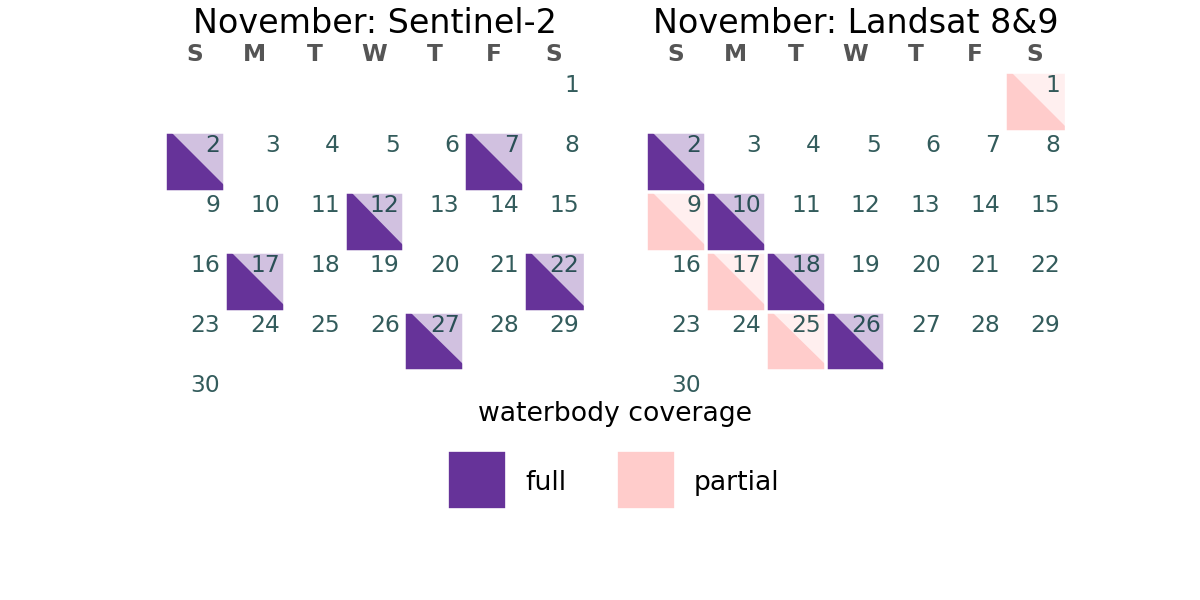 November: Sentinel-2
S M T W T F S
1
2 3 4 5 6 7 8
9 10 11 12 13 14 15
16 17 18 19 20 21 22
23 24 25 26 27 28 29
30
November: Landsat 8&9
S M T W T F S
1
2 3 4 5 6 7 8
9 10 11 12 13 14 15
16 17 18 19 20 21 22
23 24 25 26 27 28 29
30
waterbody coverage
full partial